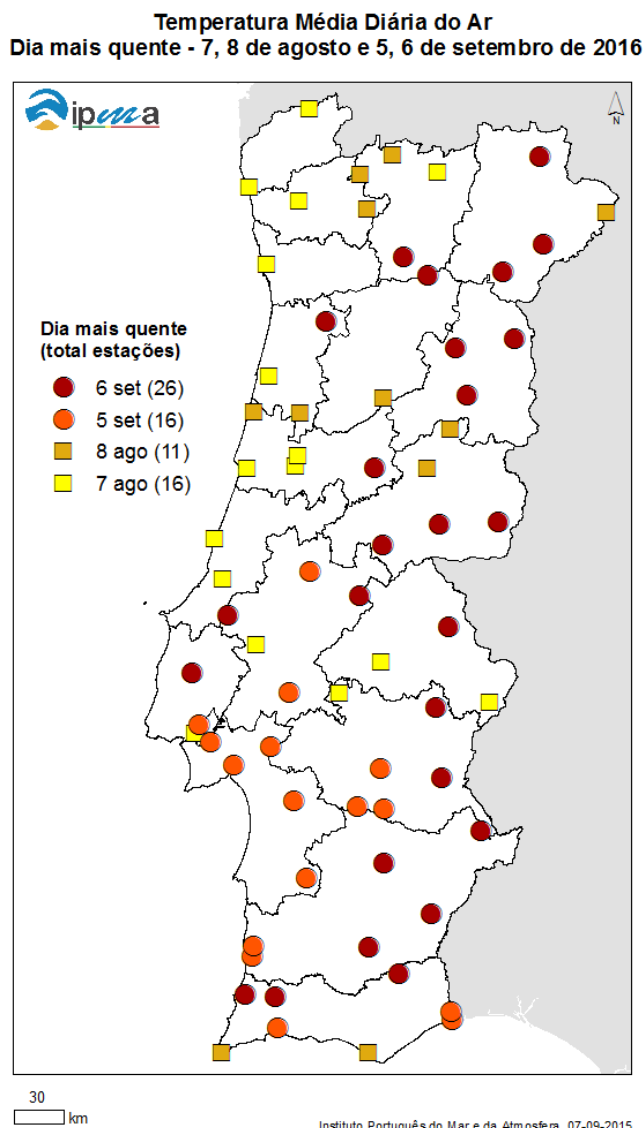 Temperatura Média Diária do Ar
Dia mais quente - 7, 8 de agosto e 5, 6 de setembro de 2016
ipma
N
Dia mais quente
(total estações)
6 set (26)
5 set (16)
8 ago (11)
7 ago (16)
30
km
Instituto Português do Mar e da Atmosfera, 07-09-2015